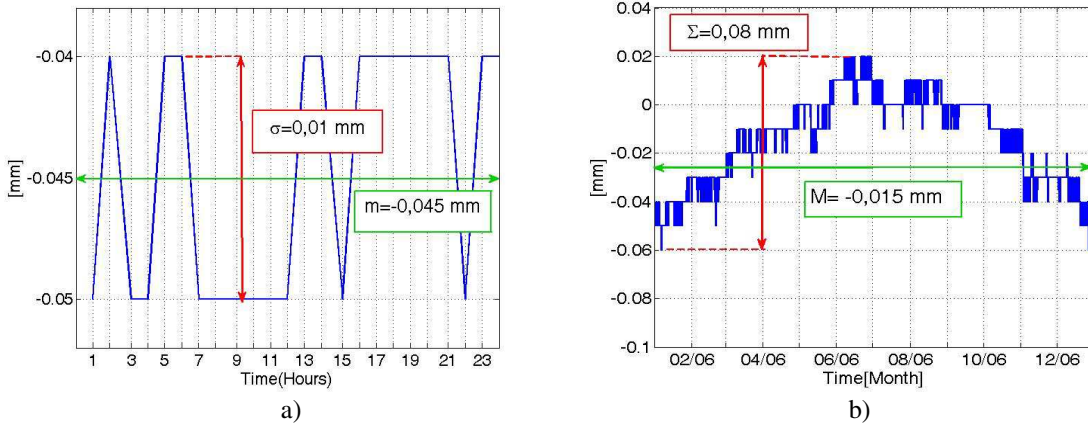 -0.04
-0.045
-0.05
[mm]
σ=0,01 mm
m=-0,045 mm
1 3 5 7 9 11 13 15 17 19 21 23
Time(Hours)
a)
0.04
0.02
0
-0.02
-0.04
-0.06
-0.08
-0.1
[mm]
Σ=0,08 mm
M= -0,015 mm
02/06 04/06 06/06 08/06 10/06 12/06
Time[Month]
b)